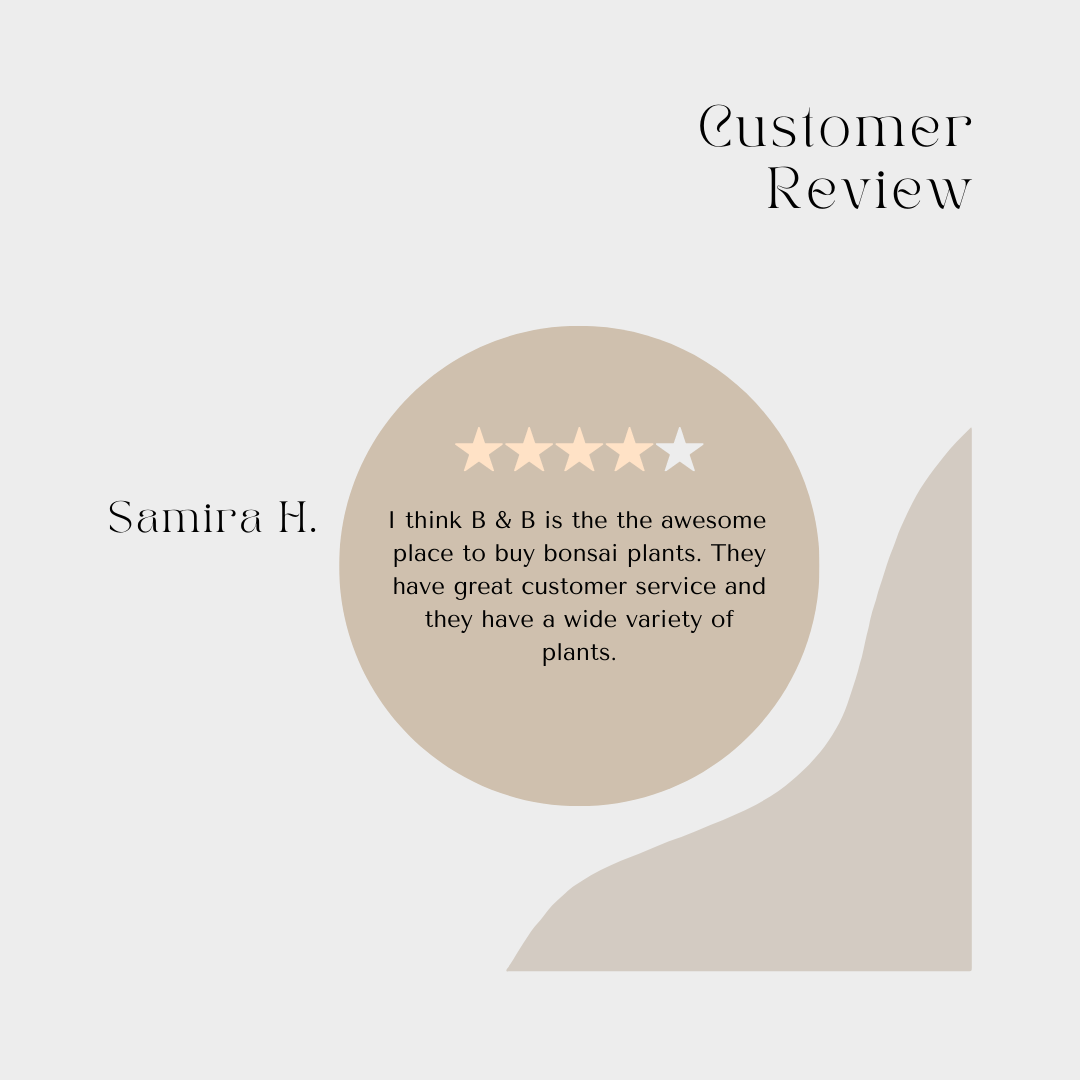 Customer
Review
Samira H.
I think B & B is the the awesome
place to buy bonsai plants. They
have great customer service and
they have a wide variety of
plants.